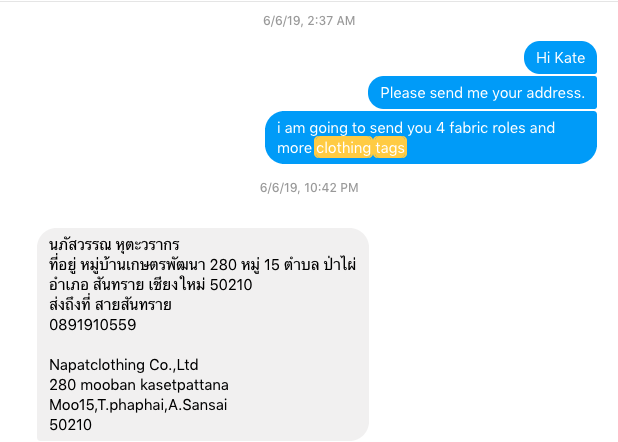 6/6/19, 2:37 AM
Hi Kate
Please send me your address.
i am going to send you 4 fabric roles and
more clothing tags
6/6/19, 10:42 PM
นภัสวรรณ หุตะวรากร
ที่อยู่ หมู่บ้านเกษตรพัฒนา 280 หมู่ 15 ตำบล ป่าไผ่
อำเภอ สันทราย เชียงใหม่ 50210
ส่งถึงที่ สายสันทราย
0891910559
Napatclothing Co.,Ltd
280 mooban kasetpattana
Moo15,T.phaphai,A.Sansai
50210